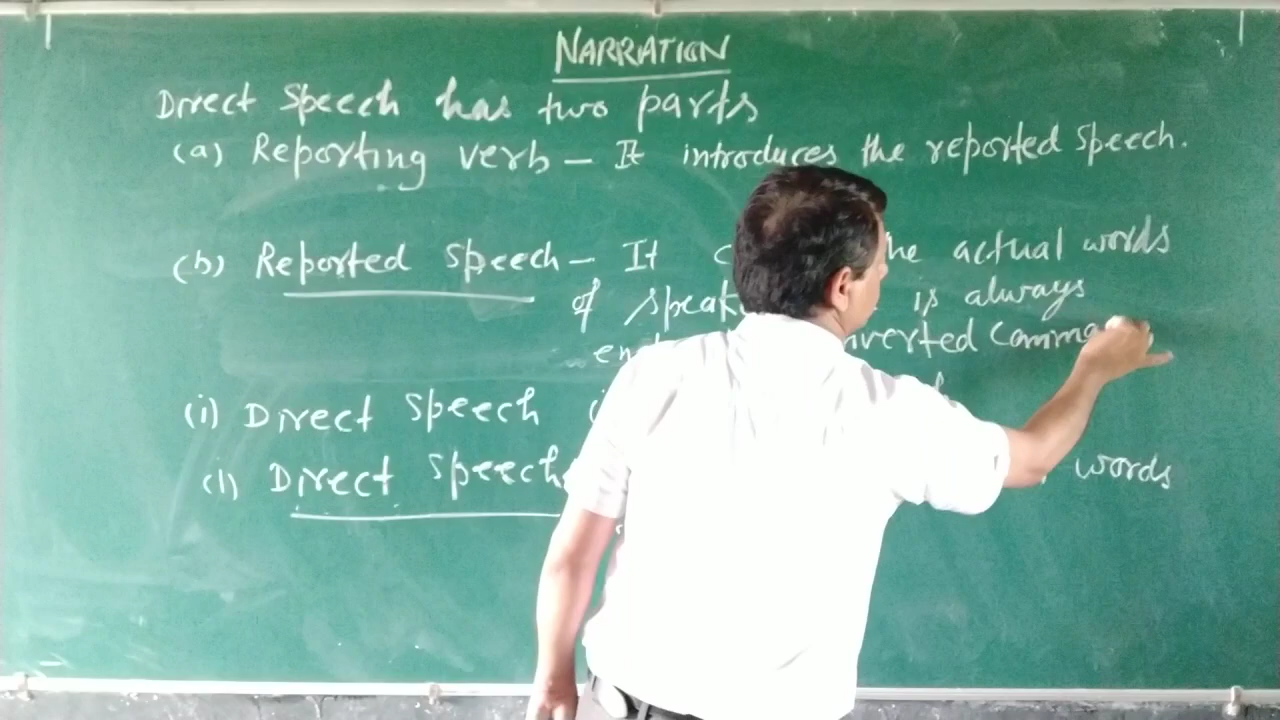 NARRATION
Direct Speech has two parts
(a) Reporting verb – It introduces the reported speech.
(b) Reported speech – It the actual words
of is always
inverted comma
(i) Direct speech
(1) Direct speech words